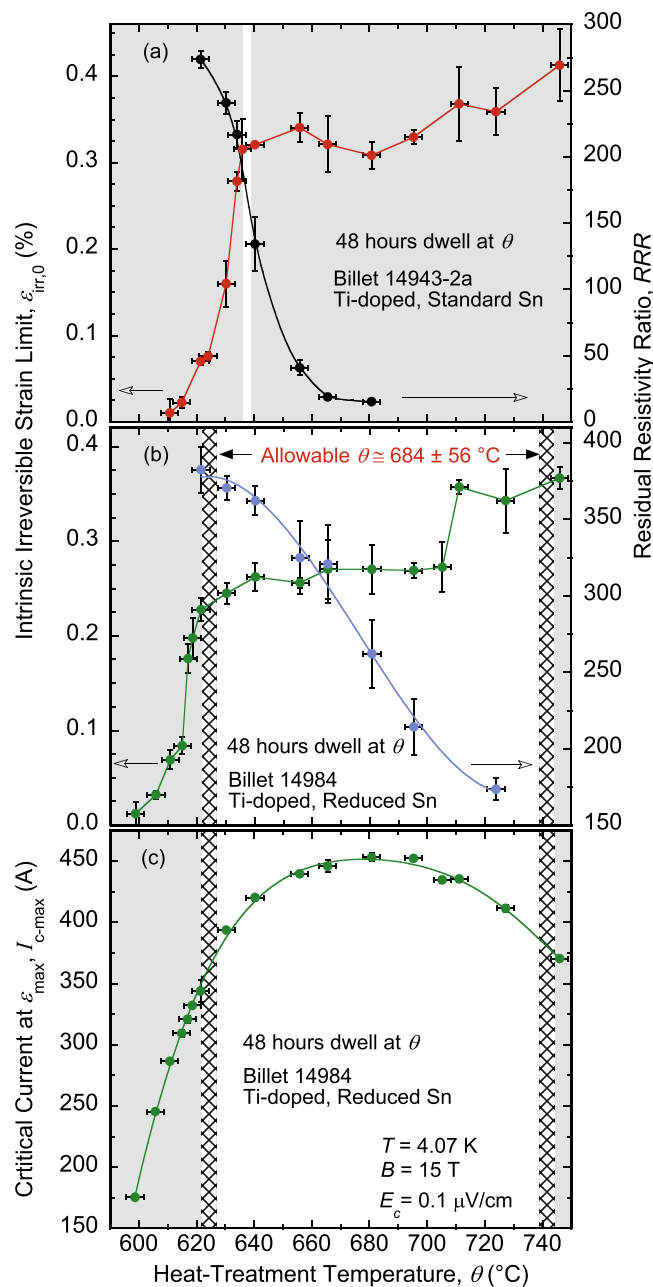 (a)
0.4
0.3
0.2
0.1
0.0
Intrinsic Irreversible Strain Limit, εirr,0 (%)
300
250
200
150
100
50
0
Residual Resistivity Ratio, RRR
48 hours dwell at θ
Billet 14943-2a
Ti-doped, Standard Sn
(b)
Allowable θ ≅ 684 ± 56 °C
0.4
0.3
0.2
0.1
0.0
400
350
300
250
200
150
48 hours dwell at θ
Billet 14984
Ti-doped, Reduced Sn
(c)
450
400
350
300
250
200
150
Crtitical Current at εmax, Ic-max (A)
48 hours dwell at θ
Billet 14984
Ti-doped, Reduced Sn
T = 4.07 K
B = 15 T
Ec = 0.1 μV/cm
600 620 640 660 680 700 720 740
Heat-Treatment Temperature, θ (°C)